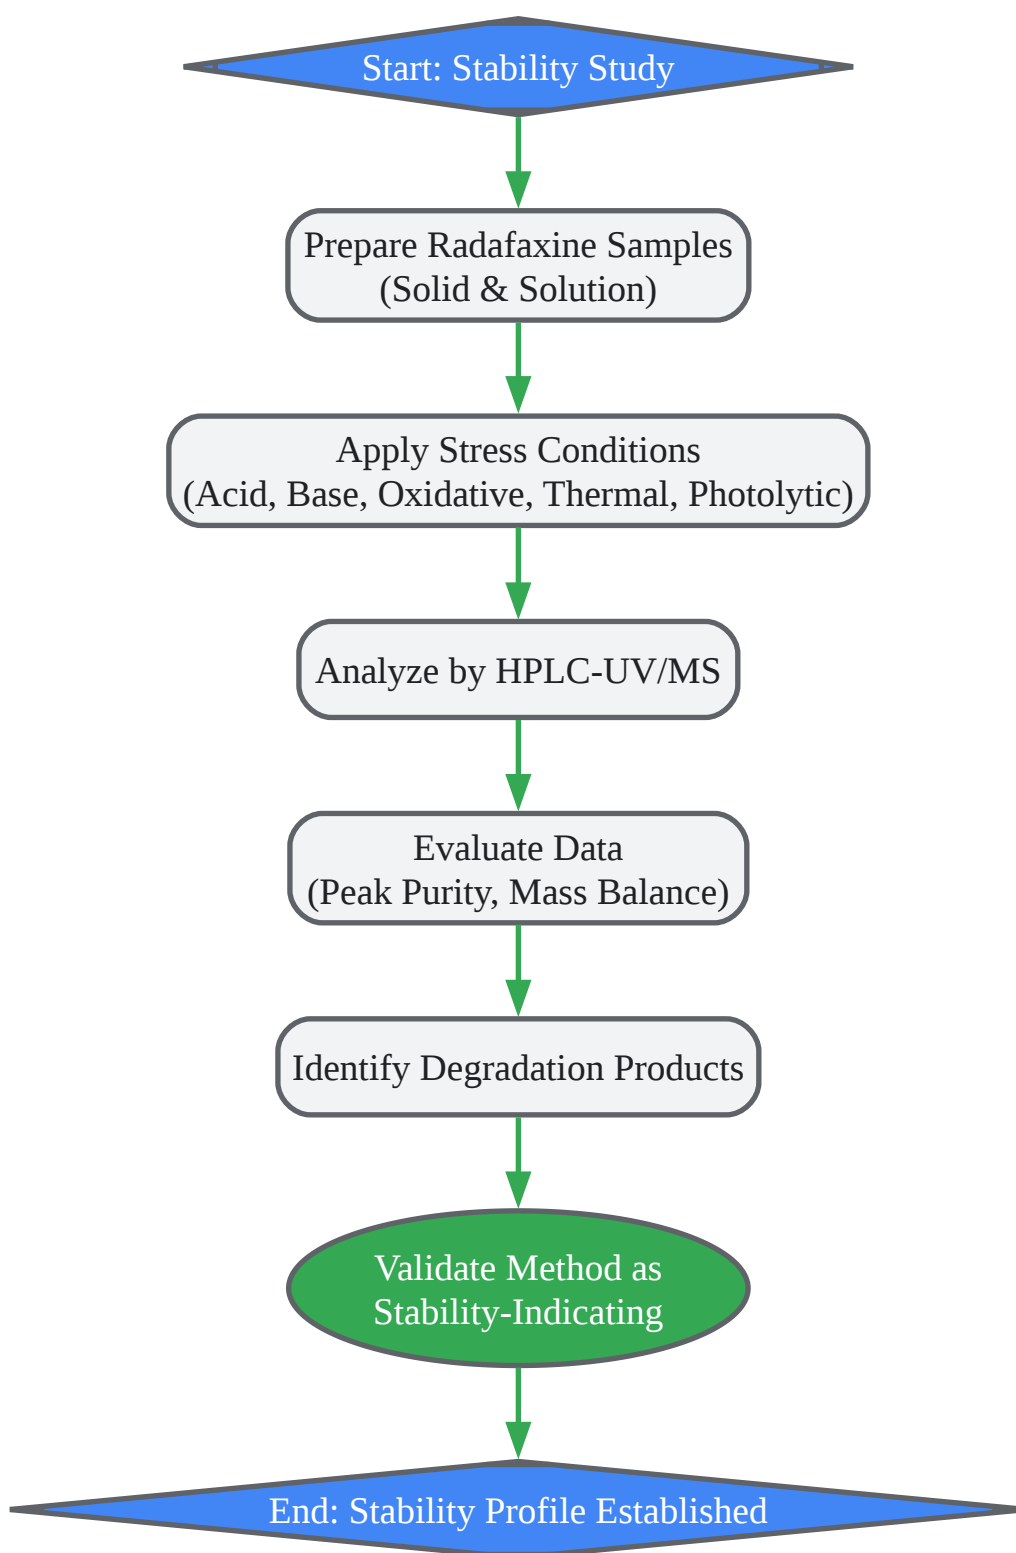 Start: Stability Study
Prepare Radafaxine Samples
(Solid & Solution)
Apply Stress Conditions
(Acid, Base, Oxidative, Thermal, Photolytic)
Analyze by HPLC-UV/MS
Evaluate Data
(Peak Purity, Mass Balance)
Identify Degradation Products
Validate Method as
Stability-Indicating
End: Stability Profile Established